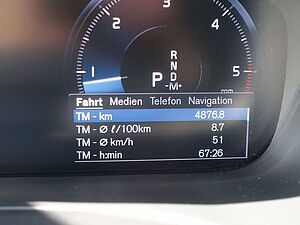 1 2 3 4 5
R
N
P D
-M+
Fahrt Medien Telefon Navigation
TM - km 4876.8
TM - Ø ℓ/100km 8.7
TM - Ø km/h 51
TM - h:min 67:26